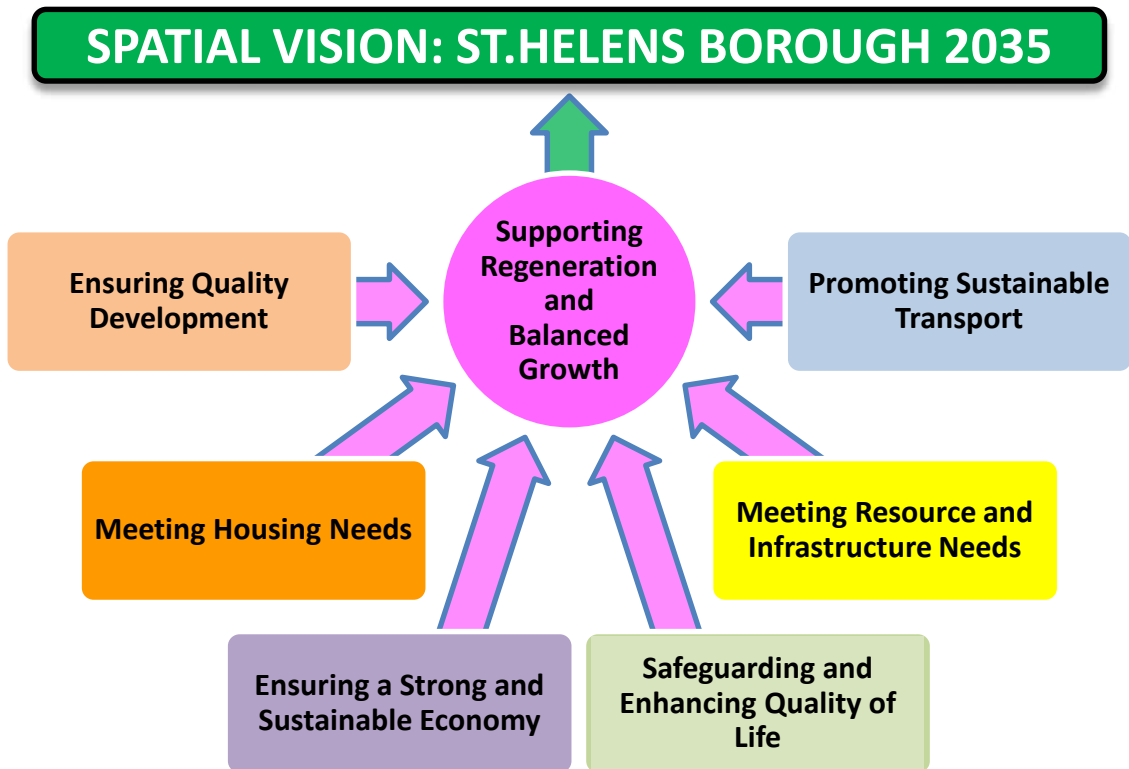 SPATIAL VISION: ST.HELENS BOROUGH 2035
Supporting
Regeneration
and
Balanced
Growth
Ensuring Quality
Development
Promoting Sustainable
Transport
Meeting Housing Needs
Meeting Resource and
Infrastructure Needs
Ensuring a Strong and
Sustainable Economy
Safeguarding and
Enhancing Quality of
Life